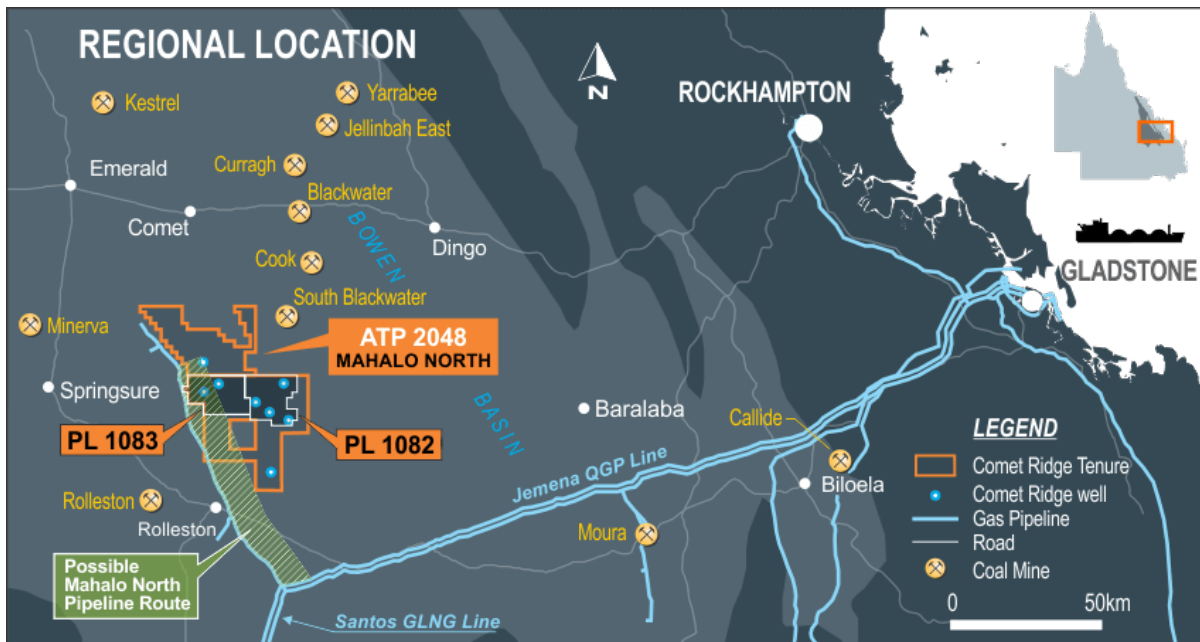 REGIONAL LOCATION
N
ROCKHAMPTON
Kestrel
Yarrabee
Jellinbah East
Emerald
Curragh
Blackwater
Comet
Dingo
BOWEN
BASIN
Cook
South Blackwater
Minerva
ATP 2048
MAHALO NORTH
GLADSTONE
Springsure
PL 1083
PL 1082
Baralaba
Callide
Biloela
Jemena QGP Line
Rolleston
Rolleston
Moura
Possible
Mahalo North
Pipeline Route
Santos GLNG Line
LEGEND
Comet Ridge Tenure
Comet Ridge well
Gas Pipeline
Road
Coal Mine
0 50km